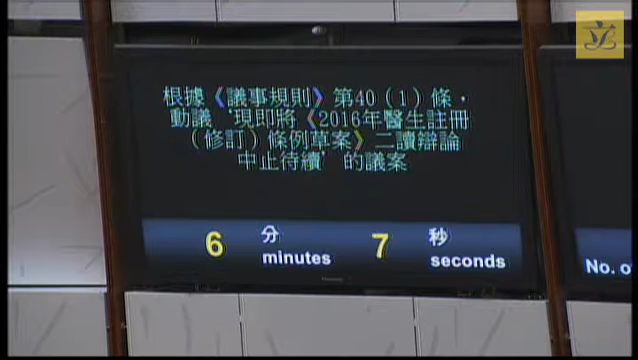 立
根據《議事規則》第40（1）條，
動議“現即將《2016年醫生註冊
（修訂）條例草案》二讀辯論
中止待續”的議案
6 分 minutes 7 秒 seconds
No. o